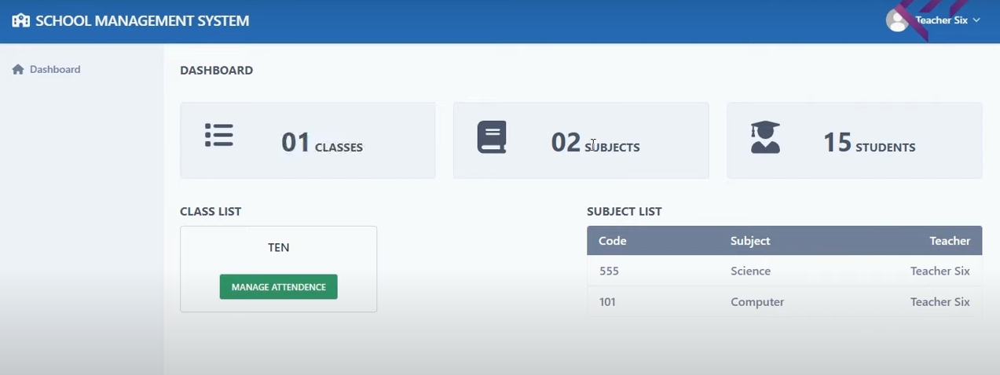 SCHOOL MANAGEMENT SYSTEM
Teacher Six
Dashboard
DASHBOARD
01 CLASSES
02 SUBJECTS
15 STUDENTS
CLASS LIST
TEN
MANAGE ATTENDENCE
SUBJECT LIST
Code Subject Teacher
555 Science Teacher Six
101 Computer Teacher Six